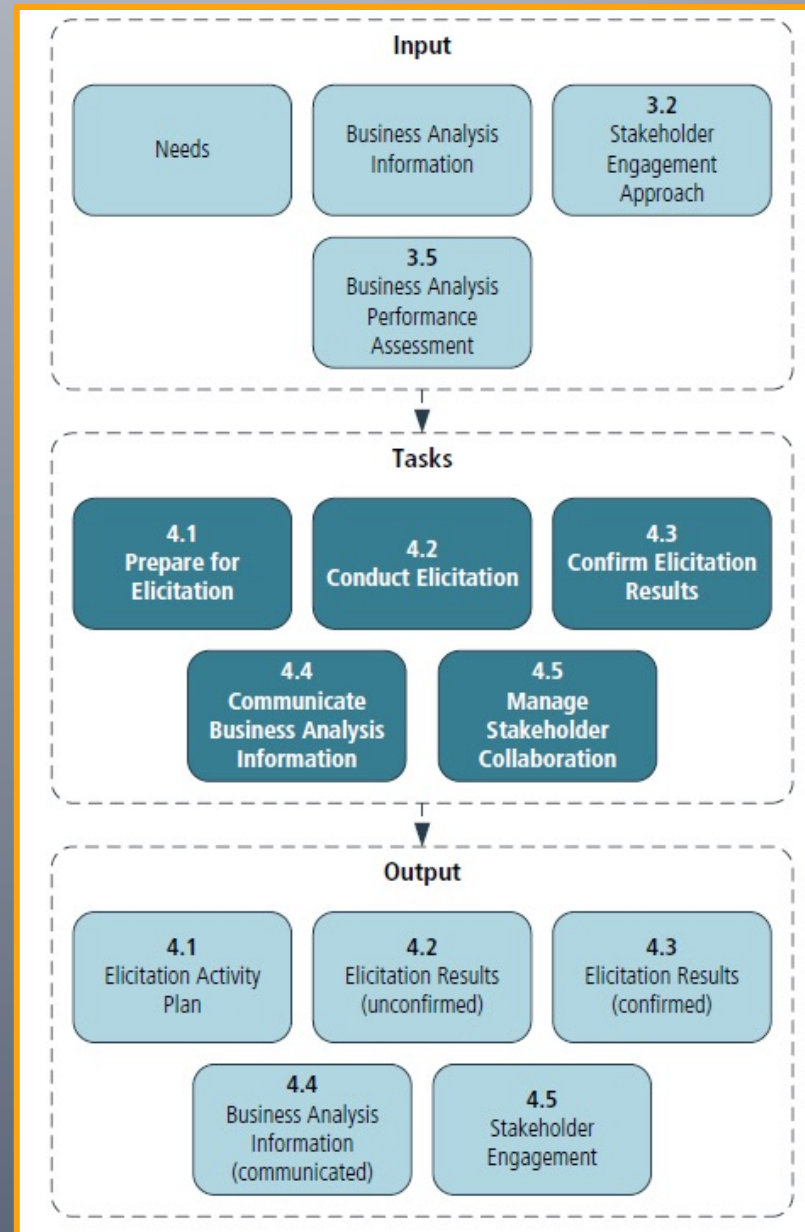 Input
Needs
Business Analysis
Information
3.2
Stakeholder
Engagement
Approach
3.5
Business Analysis
Performance
Assessment
Tasks
4.1
Prepare for
Elicitation
4.2
Conduct Elicitation
4.3
Confirm Elicitation
Results
4.4
Communicate
Business Analysis
Information
4.5
Manage
Stakeholder
Collaboration
Output
4.1
Elicitation Activity
Plan
4.2
Elicitation Results
(unconfirmed)
4.3
Elicitation Results
(confirmed)
4.4
Business Analysis
Information
(communicated)
4.5
Stakeholder
Engagement